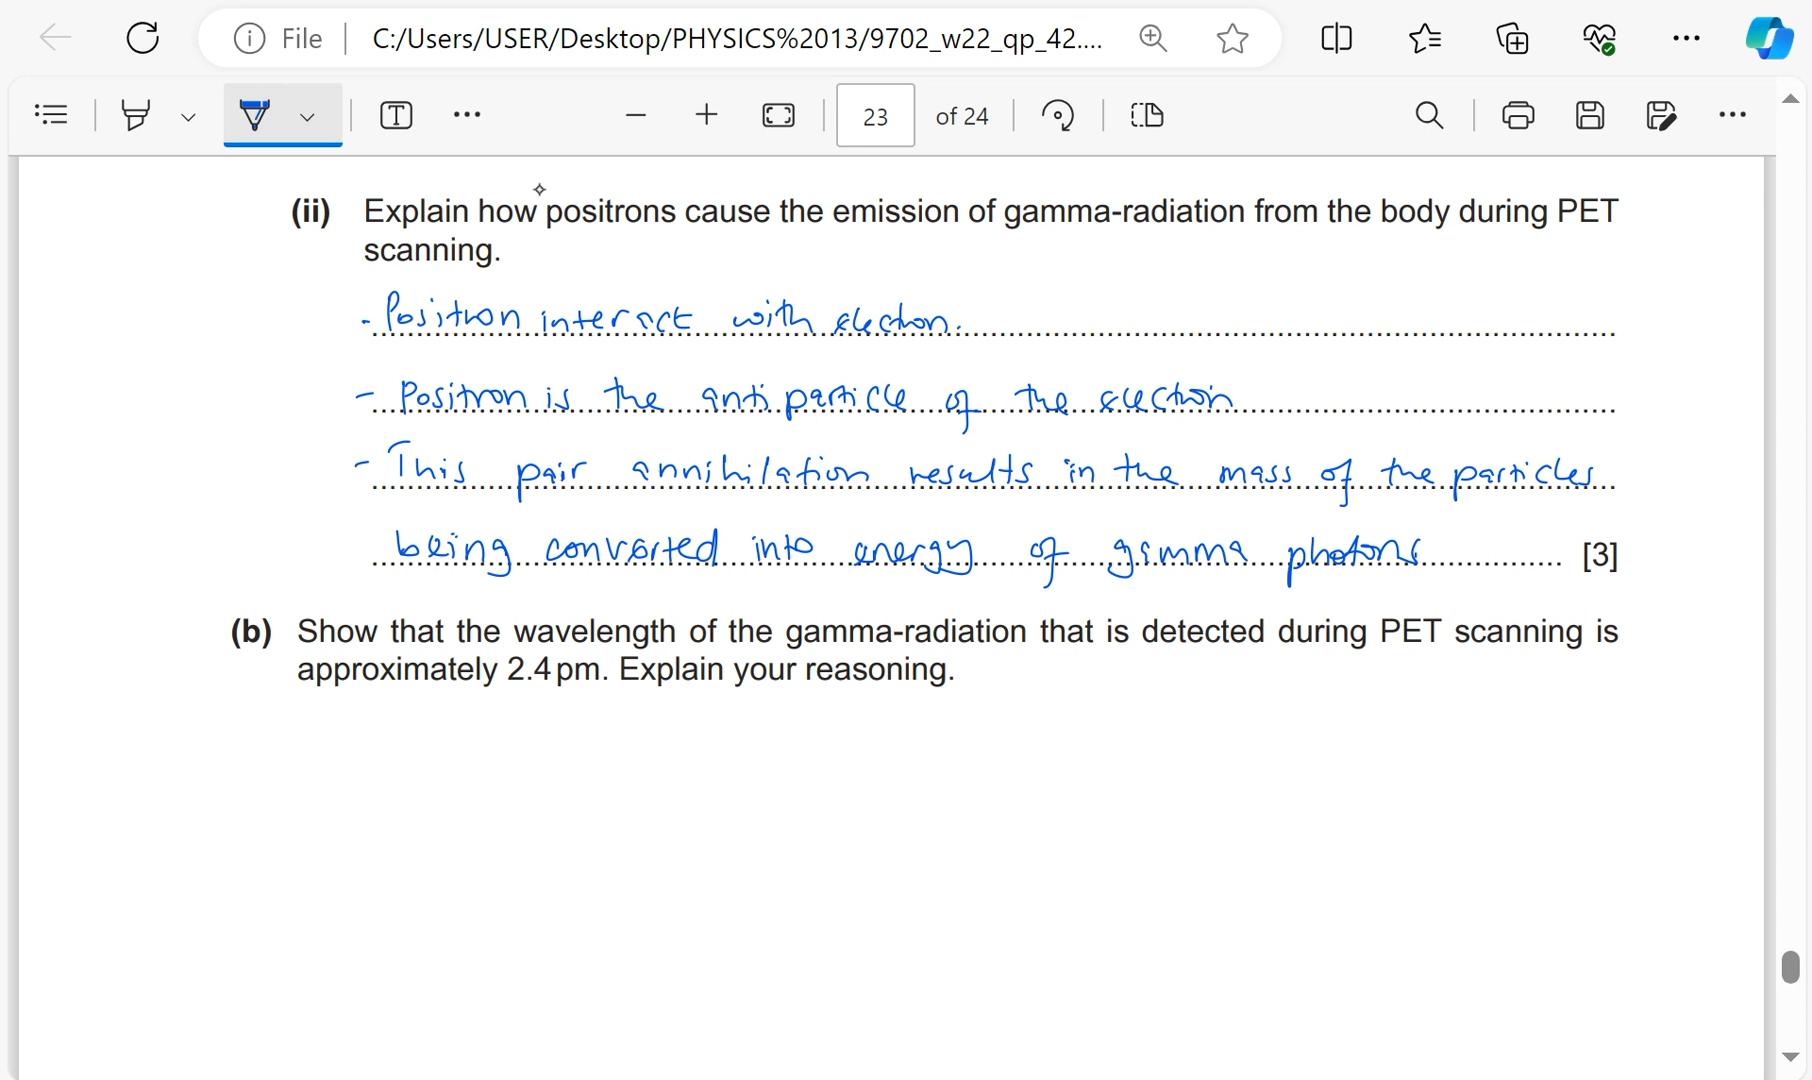 File C:/Users/USER/Desktop/PHYSICS%2013/9702_w22_qp_42....
23 of 24
(ii) Explain how positrons cause the emission of gamma-radiation from the body during PET
scanning.
- Positron interact with electron.
- Positron is the anti particle of the electron
- This pair annihilation results in the mass of the particles
being converted into energy of gamma photons [3]
(b) Show that the wavelength of the gamma-radiation that is detected during PET scanning is
approximately 2.4 pm. Explain your reasoning.